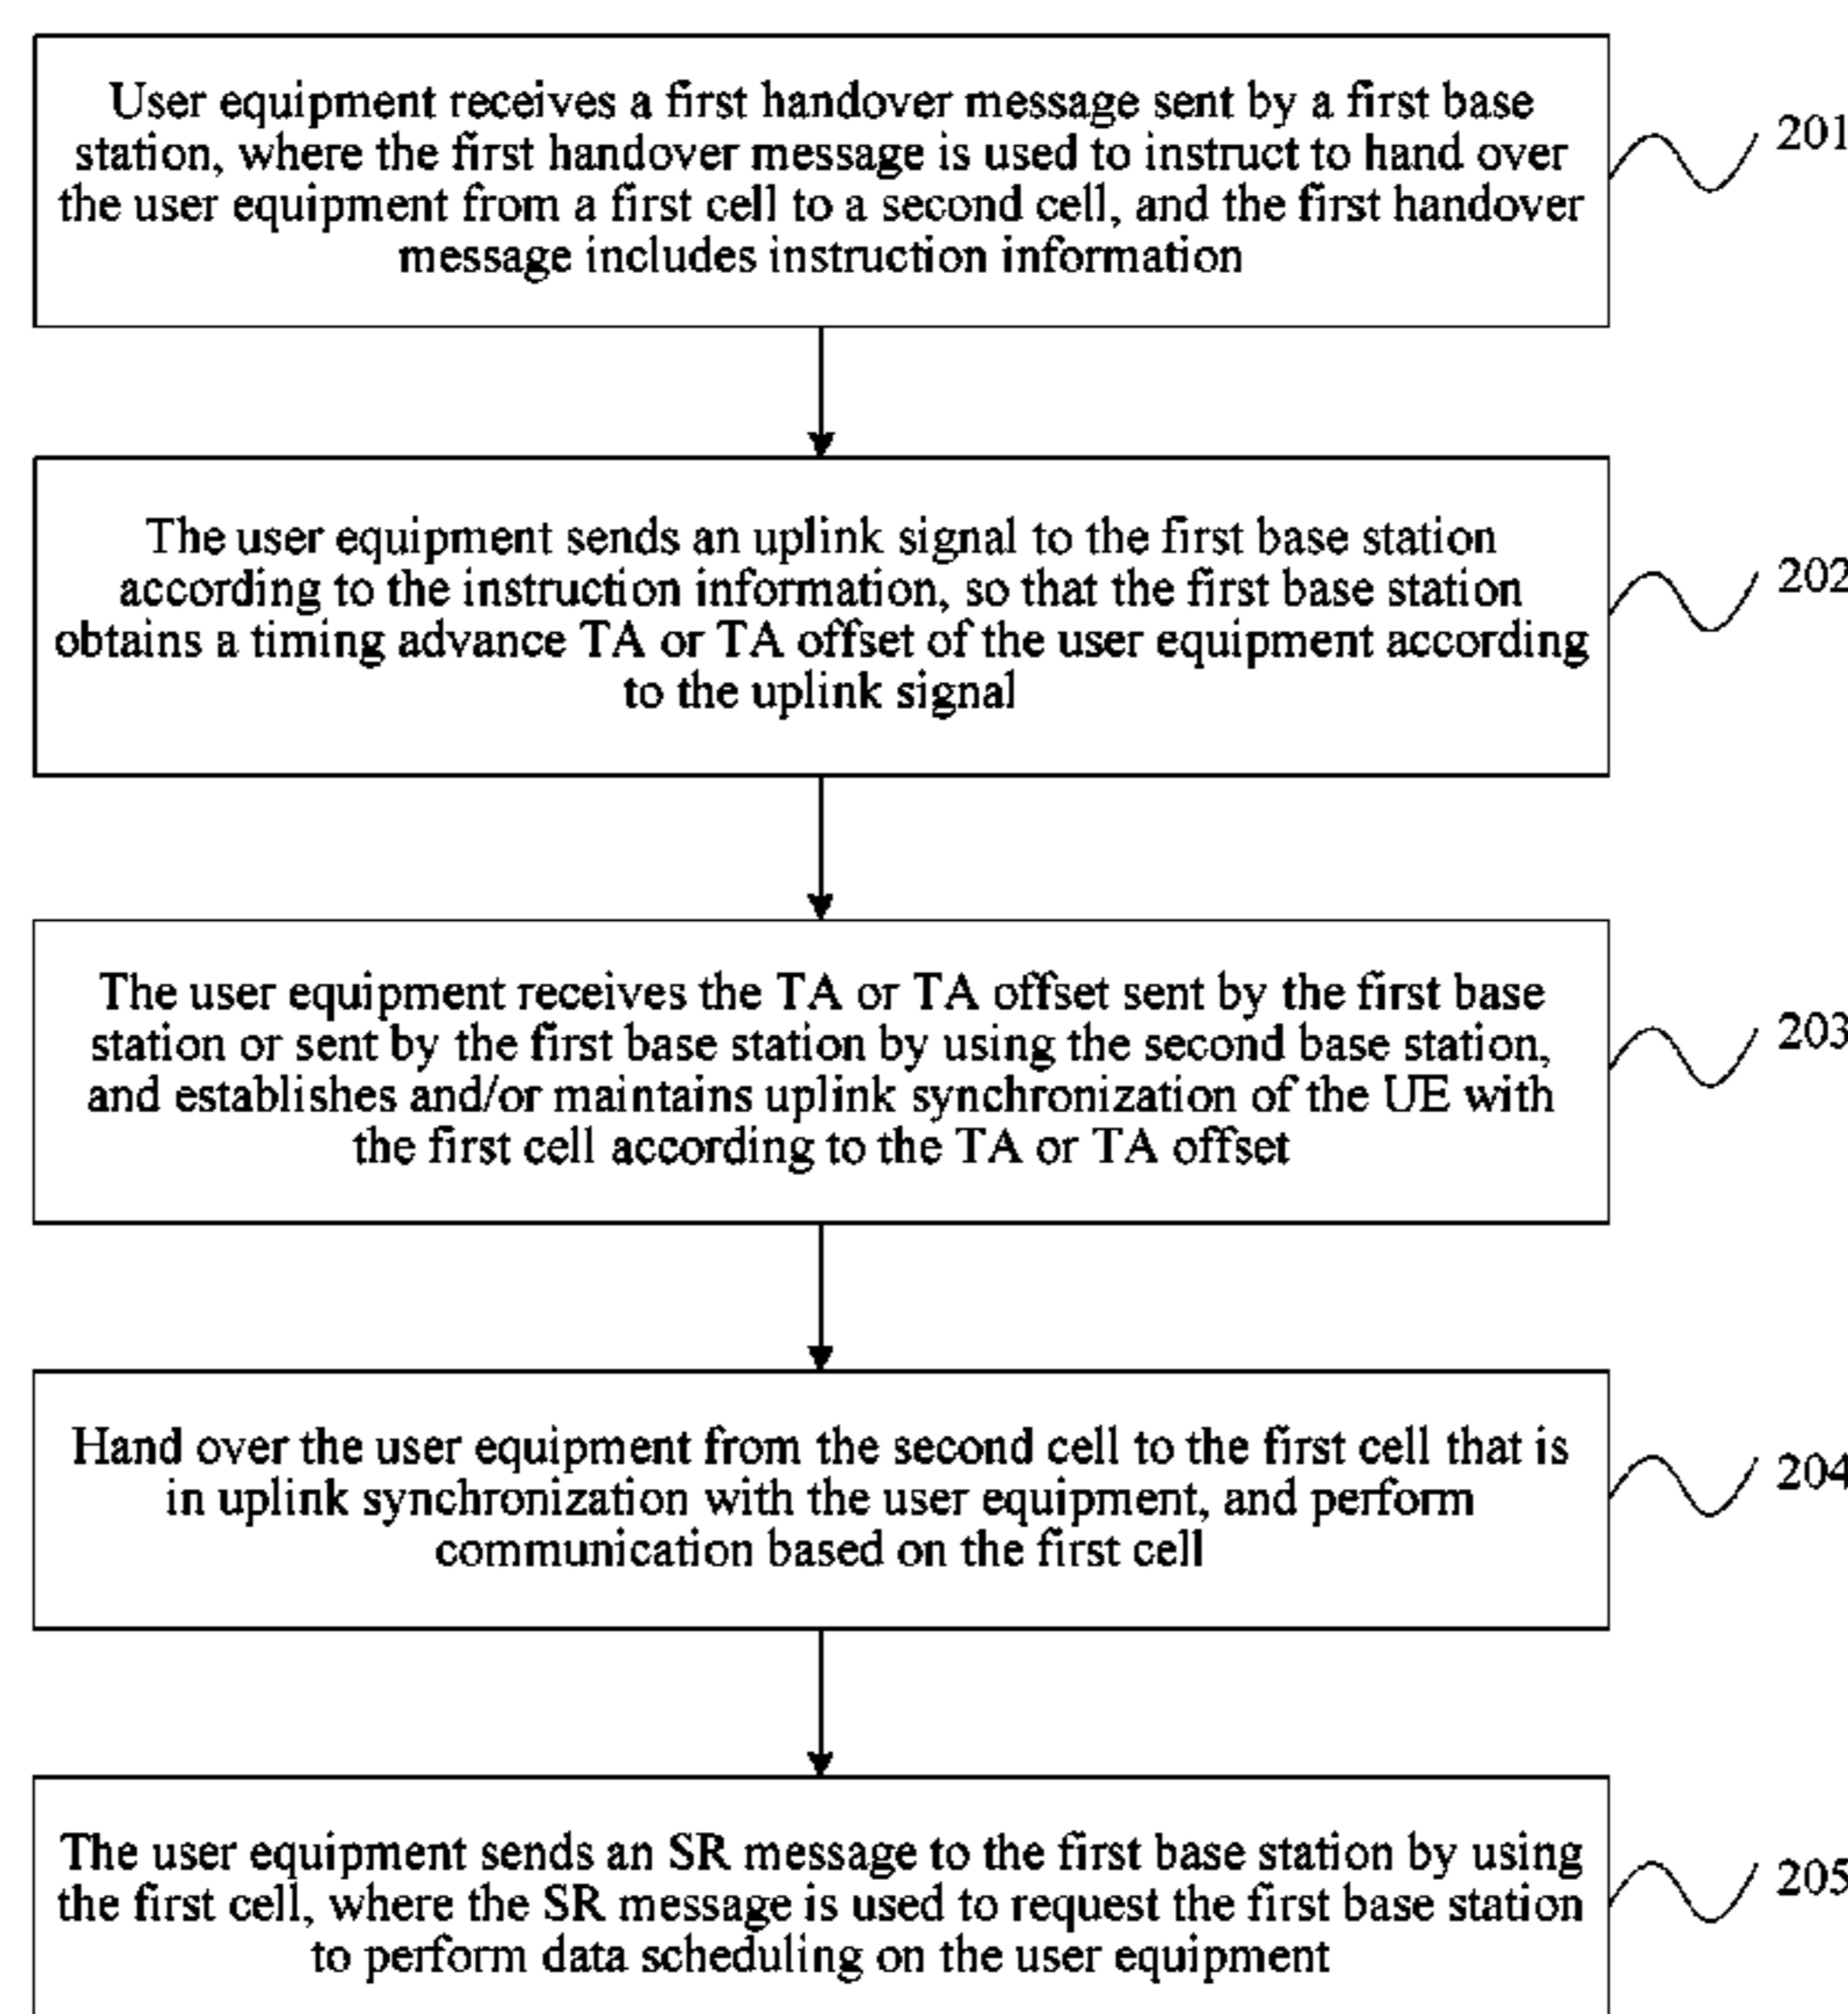 User equipment receives a first handover message sent by a first base
station, where the first handover message is used to instruct to hand over
the user equipment from a first cell to a second cell, and the first handover
message includes instruction information
201
The user equipment sends an uplink signal to the first base station
according to the instruction information, so that the first base station
obtains a timing advance TA or TA offset of the user equipment according
to the uplink signal
202
The user equipment receives the TA or TA offset sent by the first base
station or sent by the first base station by using the second base station,
and establishes and/or maintains uplink synchronization of the UE with
the first cell according to the TA or TA offset
203
Hand over the user equipment from the second cell to the first cell that is
in uplink synchronization with the user equipment, and perform
communication based on the first cell
204
The user equipment sends an SR message to the first base station by using
the first cell, where the SR message is used to request the first base station
to perform data scheduling on the user equipment
205